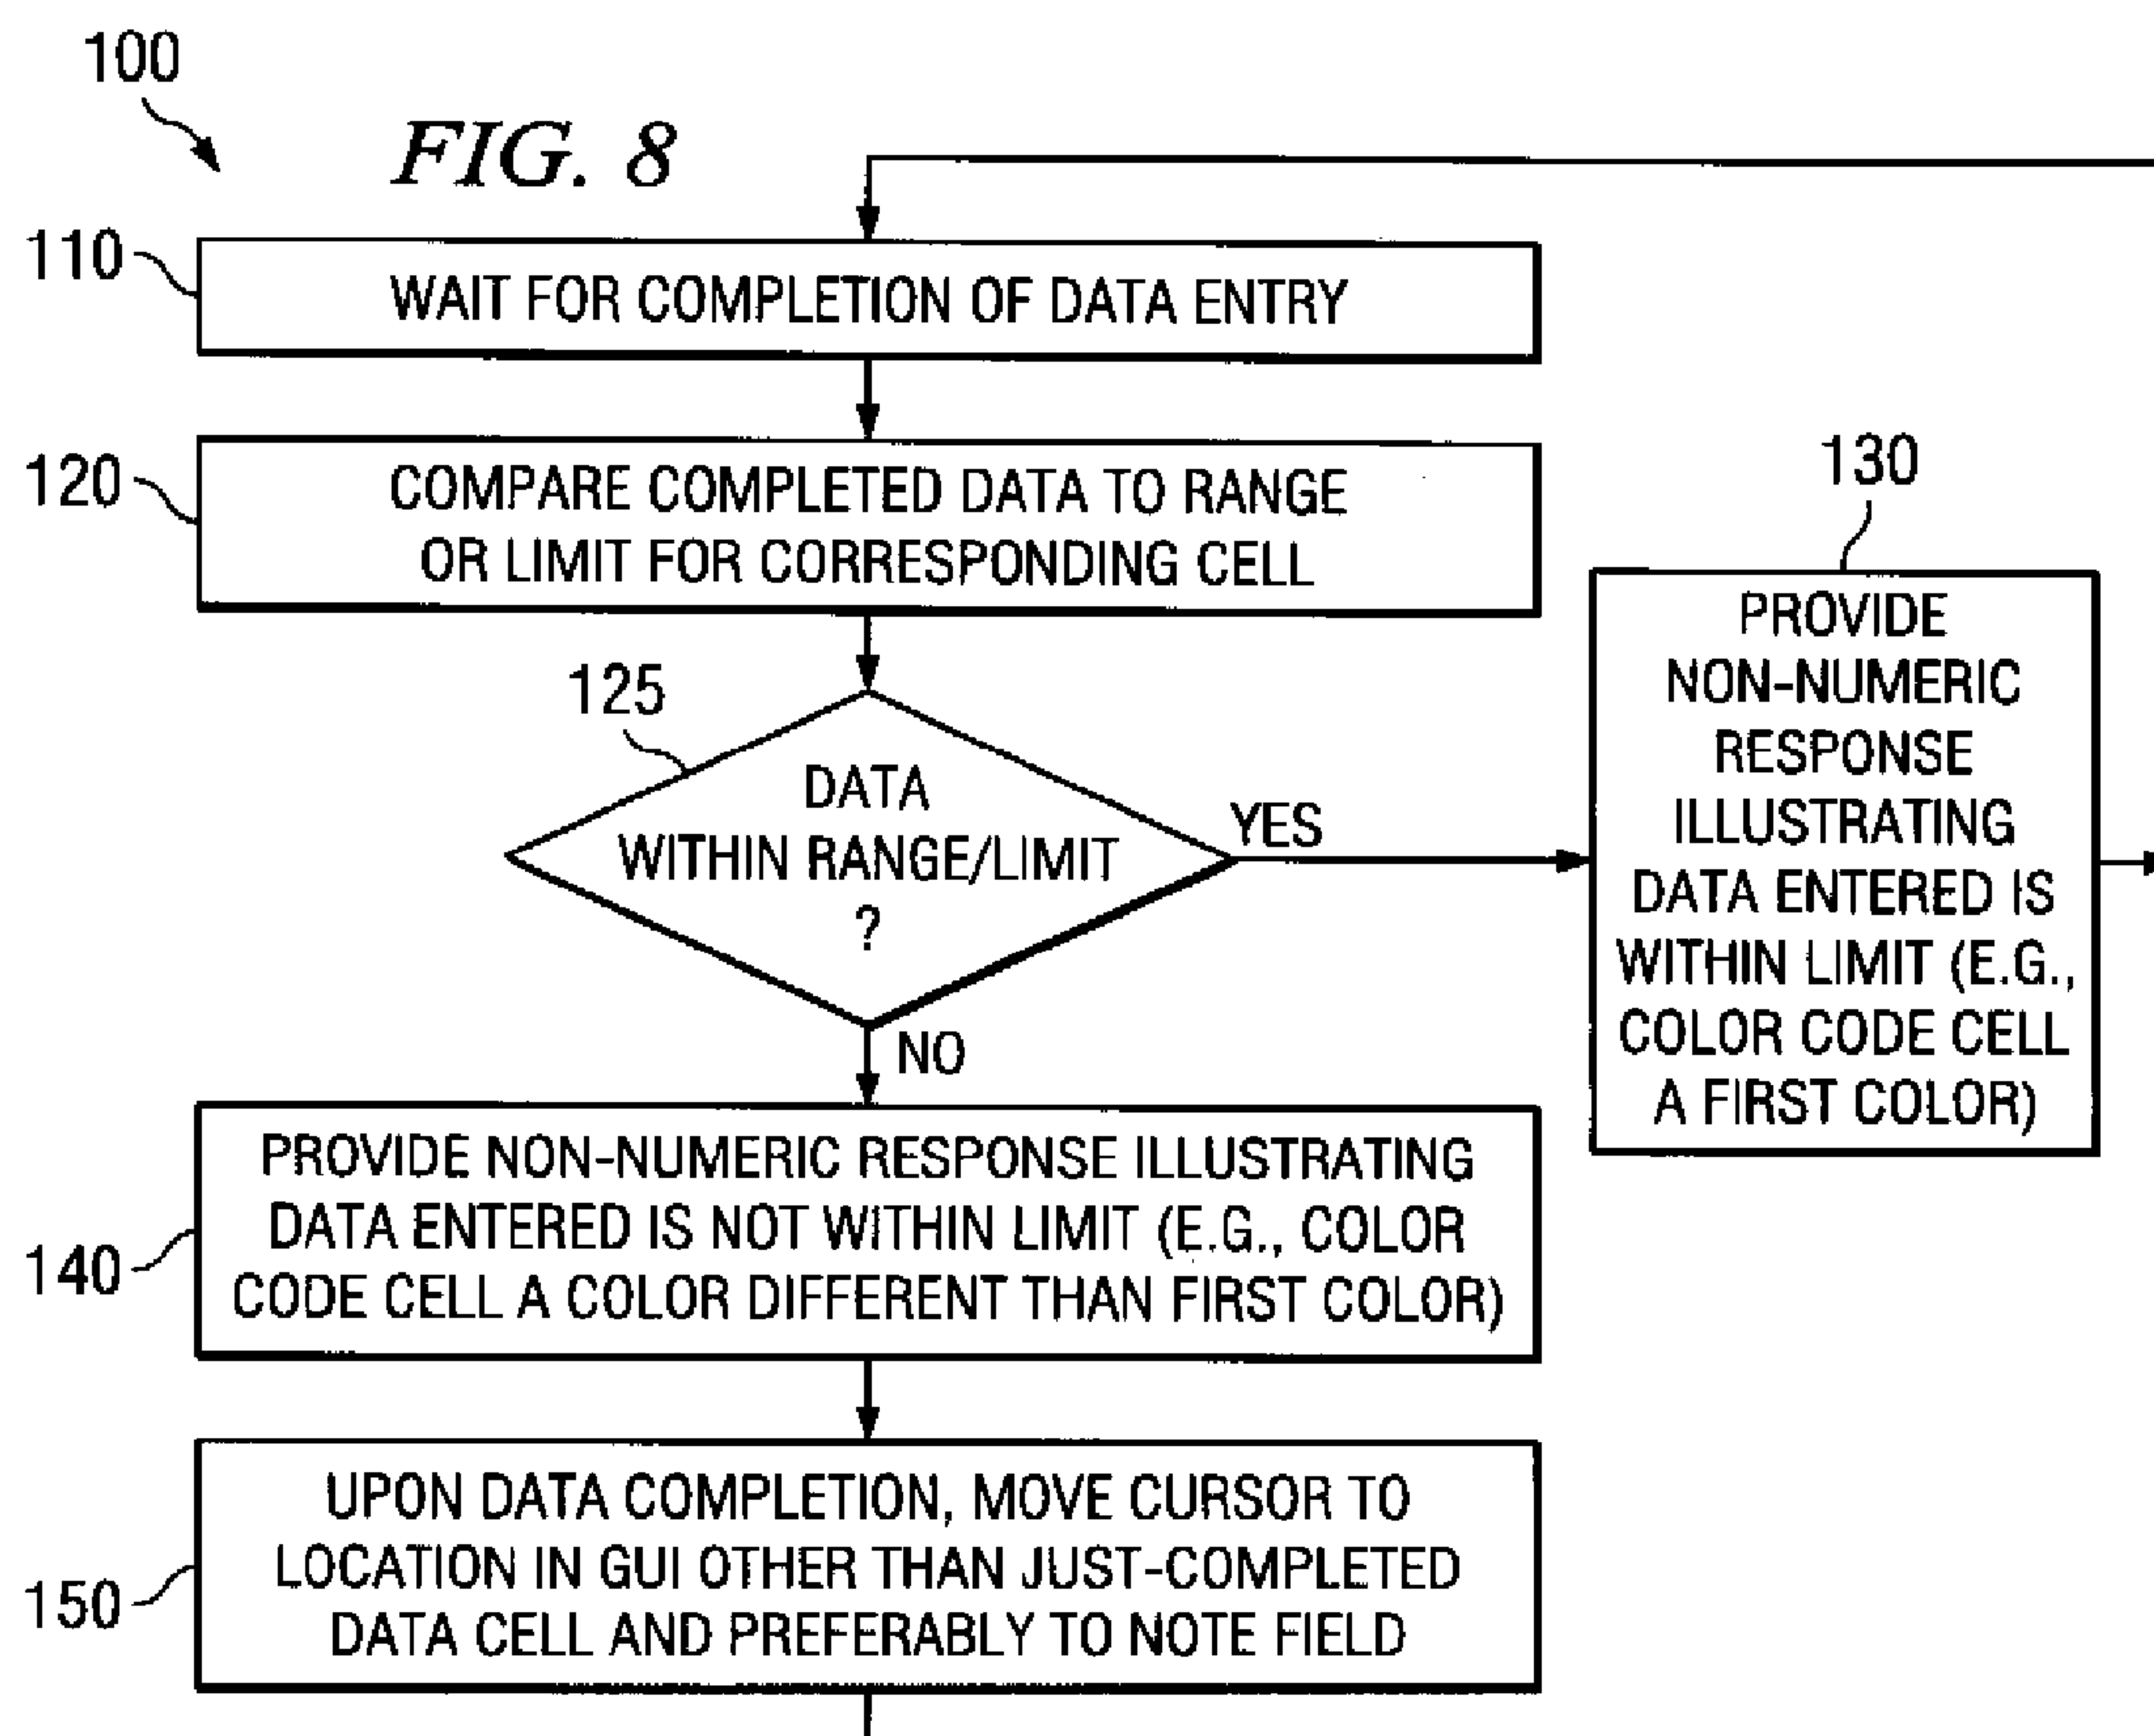 100
FIG. 8
110
WAIT FOR COMPLETION OF DATA ENTRY
120
COMPARE COMPLETED DATA TO RANGE
OR LIMIT FOR CORRESPONDING CELL
125
DATA
WITHIN RANGE/LIMIT
?
YES
NO
130
PROVIDE
NON-NUMERIC
RESPONSE
ILLUSTRATING
DATA ENTERED IS
WITHIN LIMIT (E.G.,
COLOR CODE CELL
A FIRST COLOR)
140
PROVIDE NON-NUMERIC RESPONSE ILLUSTRATING
DATA ENTERED IS NOT WITHIN LIMIT (E.G., COLOR
CODE CELL A COLOR DIFFERENT THAN FIRST COLOR)
150
UPON DATA COMPLETION, MOVE CURSOR TO
LOCATION IN GUI OTHER THAN JUST-COMPLETED
DATA CELL AND PREFERABLY TO NOTE FIELD